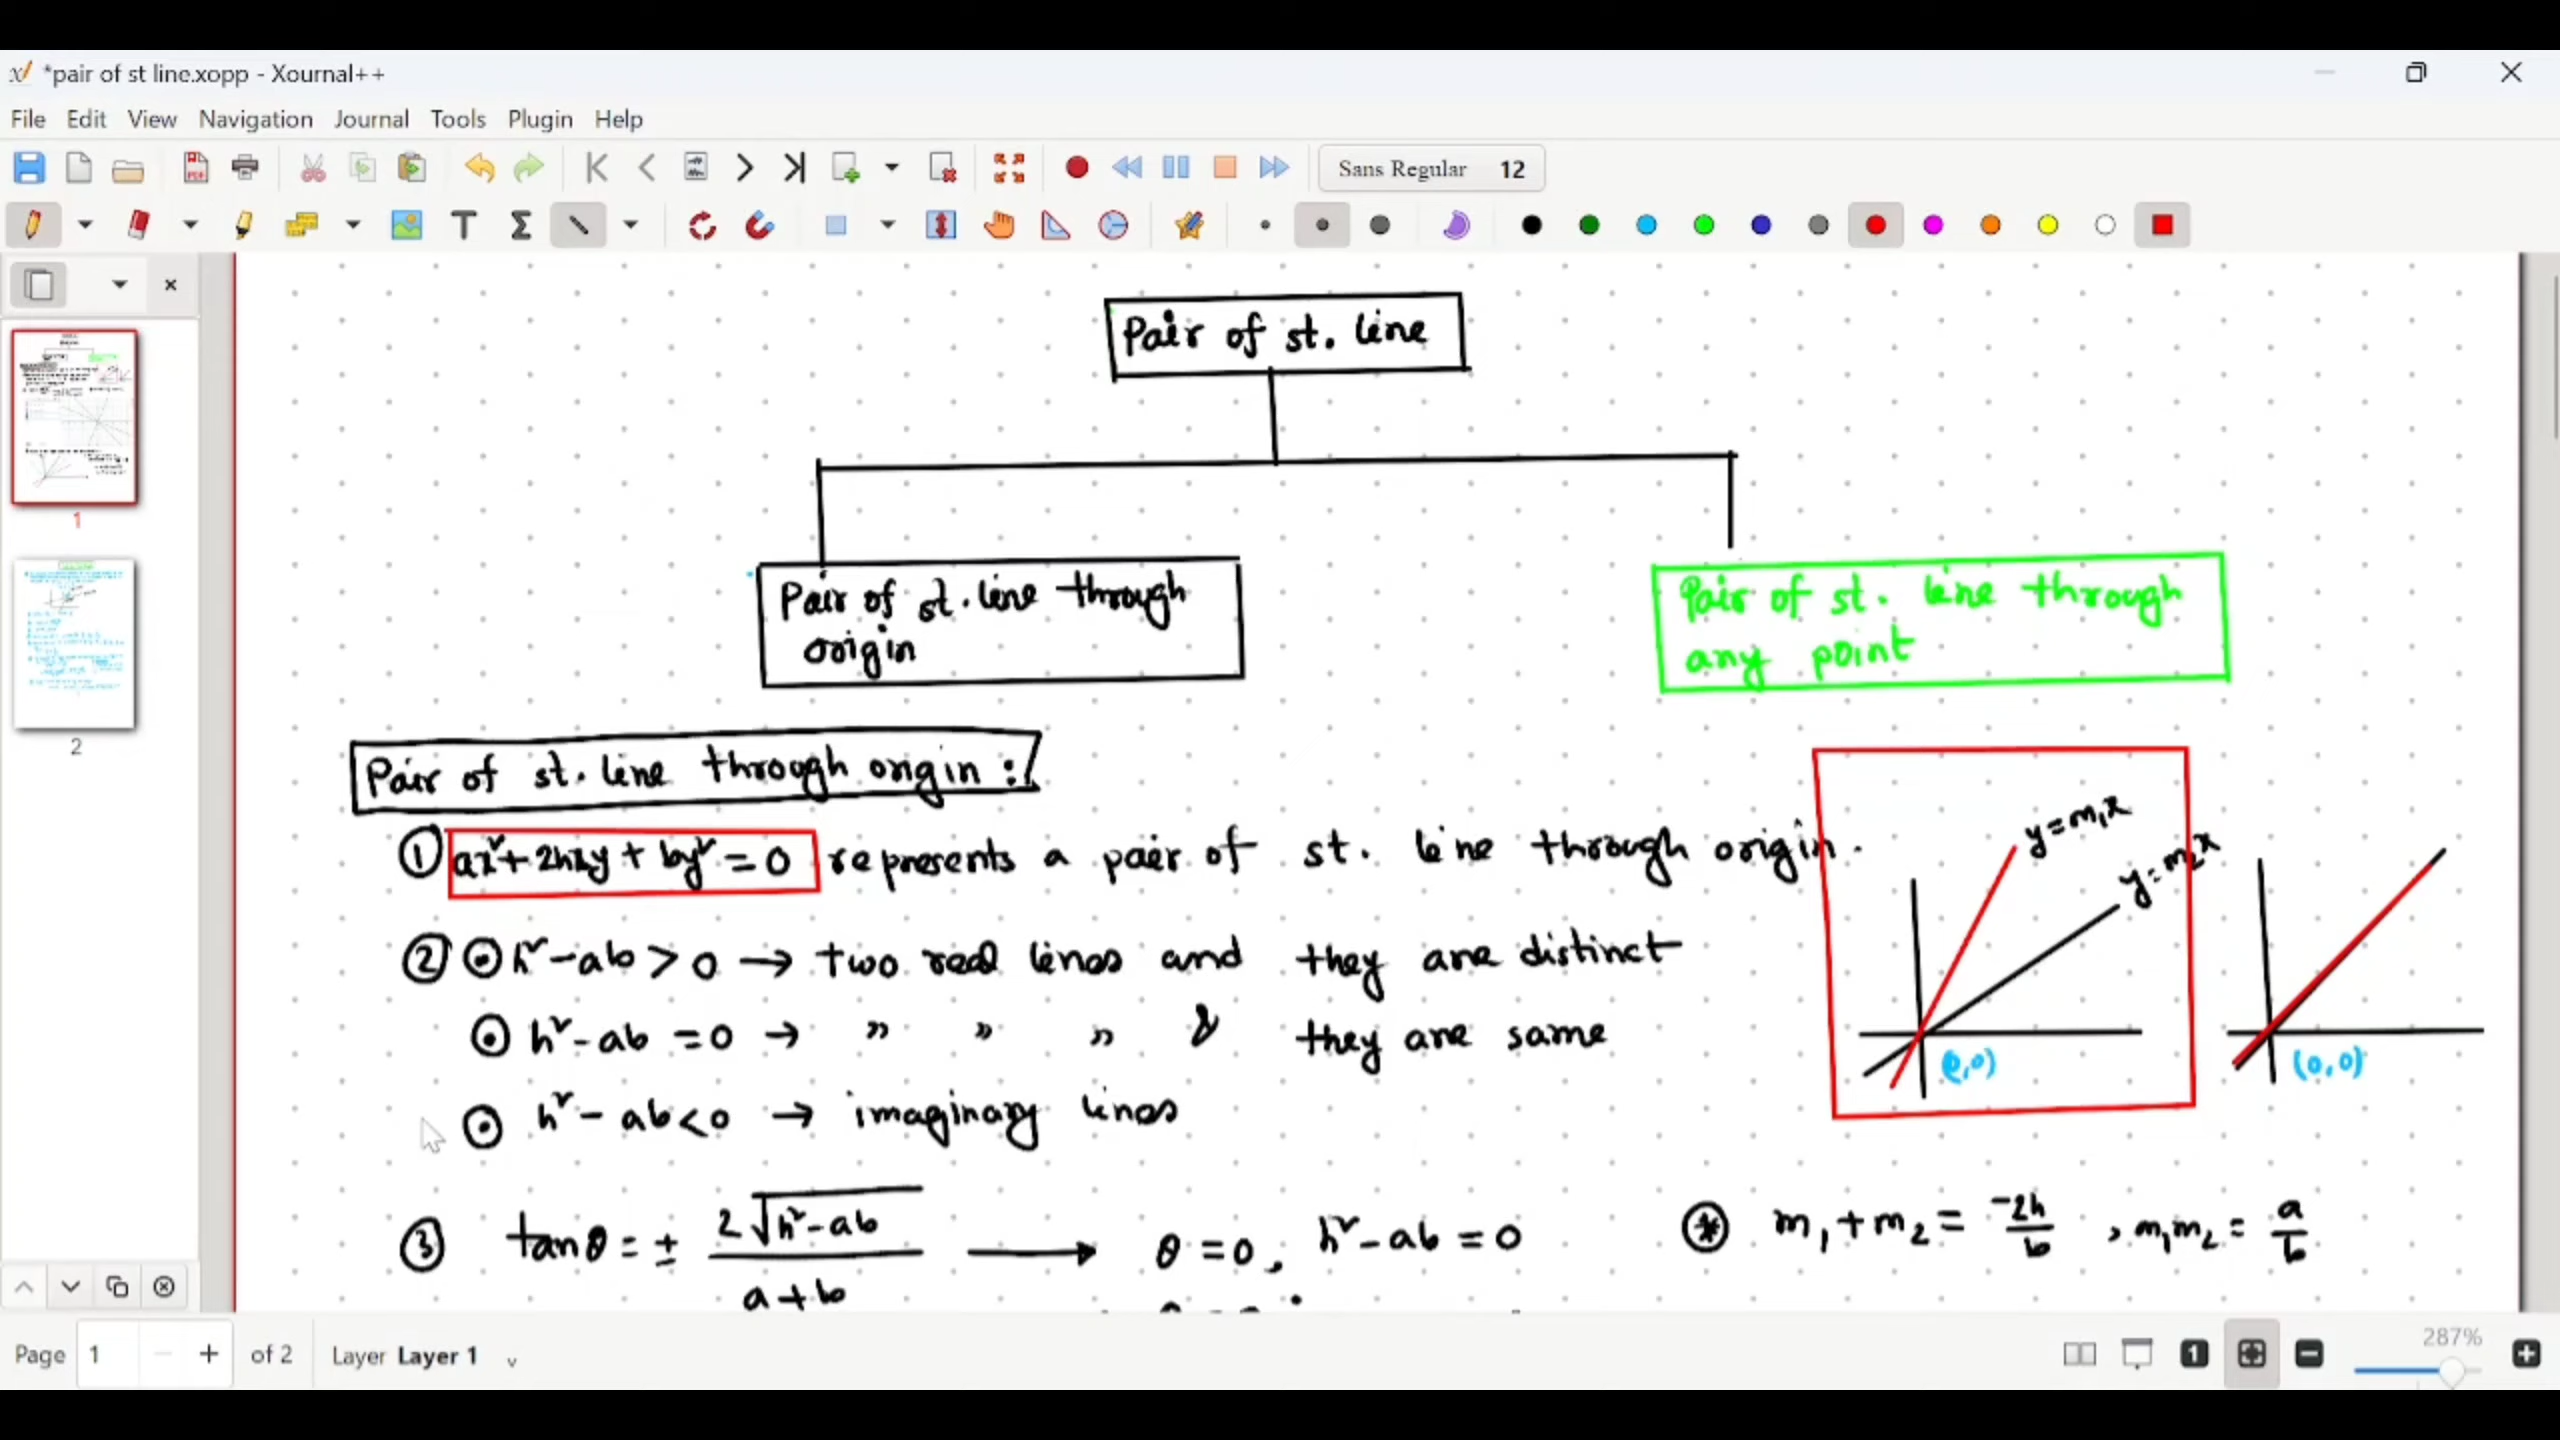 *pair of st line.xopp - Xournal++
File Edit View Navigation Journal Tools Plugin Help
Sans Regular 12
Pair of st. line
Pair of st. line through
origin
Pair of st. line through
any point
Pair of st. line through origin :
① ax²+2hxy + by² = 0 represents a pair of st. line through origin.
y=m₁x
y=m₂x
② ⊙ h²-ab > 0 → two real lines and they are distinct
⊙ h²-ab = 0 → " " " & they are same
(0,0)
(0,0)
⊙ h² - ab < 0 → imaginary lines
③ tanθ = ± 2√h²-ab / a+b → θ = 0, h²-ab = 0
⊛ m₁+m₂ = -2h/b , m₁m₂ = a/b
1
2
Page 1 of 2 Layer Layer 1 287%